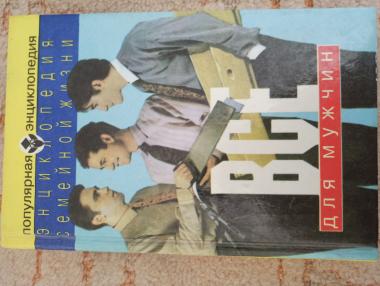 ПОПУЛЯРНАЯ ЭНЦИКЛОПЕДИЯ
ЭНЦИКЛОПЕДИЯ
СЕМЕЙНОЙ ЖИЗНИ
ВСЕ
ДЛЯ МУЖЧИН